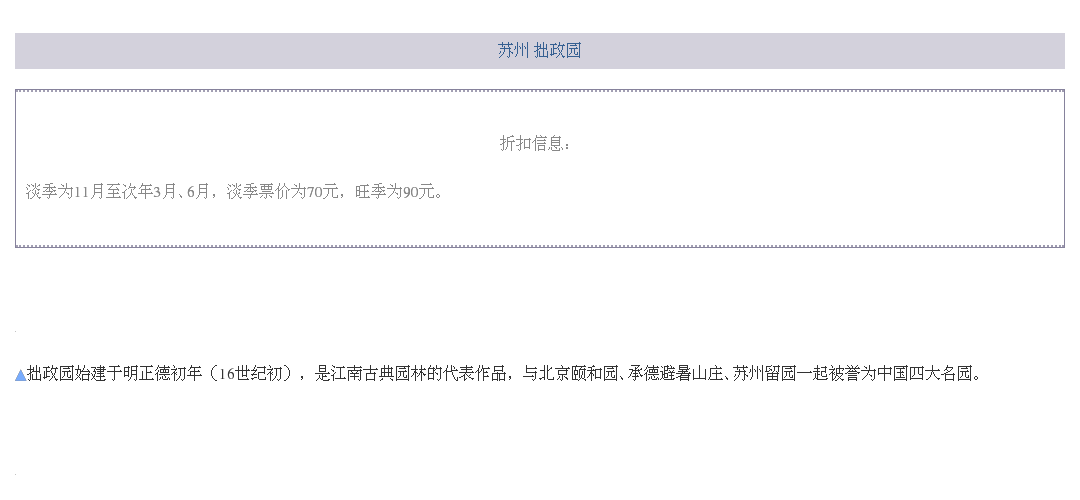 苏州 拙政园
折扣信息：
淡季为11月至次年3月、6月，淡季票价为70元，旺季为90元。
▲拙政园始建于明正德初年（16世纪初），是江南古典园林的代表作品，与北京颐和园、承德避暑山庄、苏州留园一起被誉为中国四大名园。